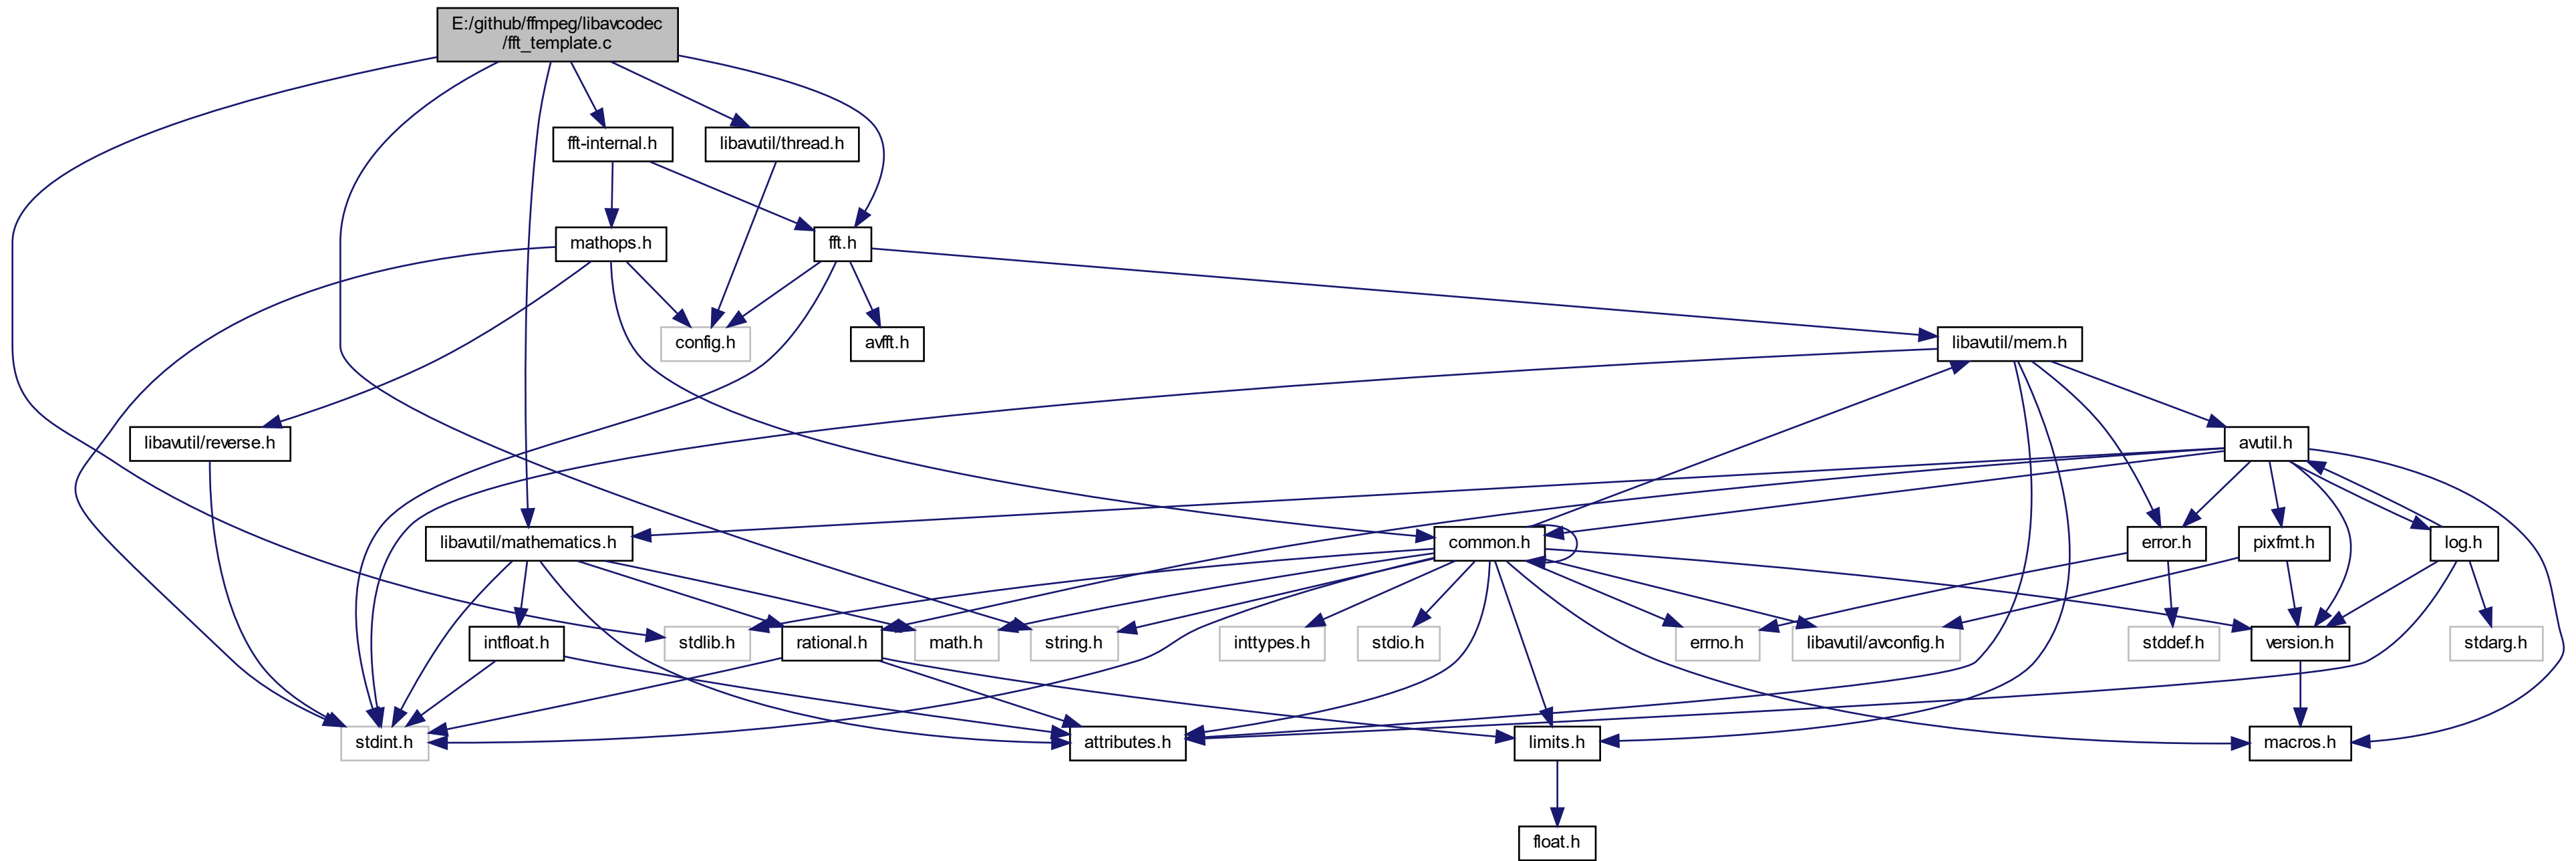 E:/github/ffmpeg/libavcodec
/fft_template.c
fft-internal.h
libavutil/thread.h
mathops.h
fft.h
config.h
avfft.h
libavutil/mem.h
libavutil/reverse.h
avutil.h
libavutil/mathematics.h
common.h
error.h
pixfmt.h
log.h
intfloat.h
stdlib.h
rational.h
math.h
string.h
inttypes.h
stdio.h
errno.h
libavutil/avconfig.h
stddef.h
version.h
stdarg.h
stdint.h
attributes.h
limits.h
macros.h
float.h